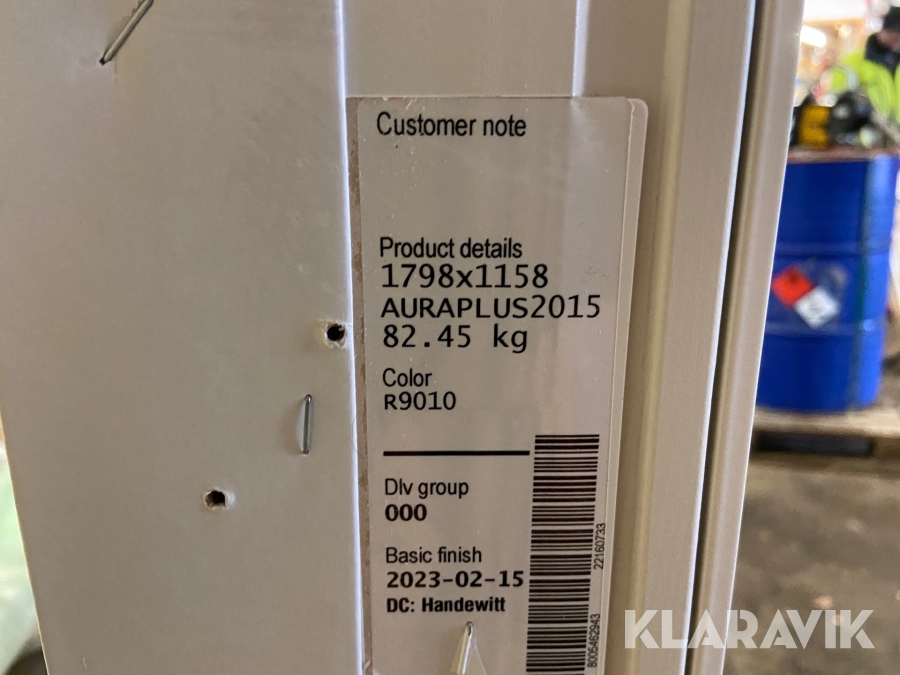 Customer note
Product details
1798x1158
AURAPLUS2015
82.45 kg
Color
R9010
Dlv group
000
Basic finish
2023-02-15
DC: Handewitt
22160733
8005462943
KLARAVIK